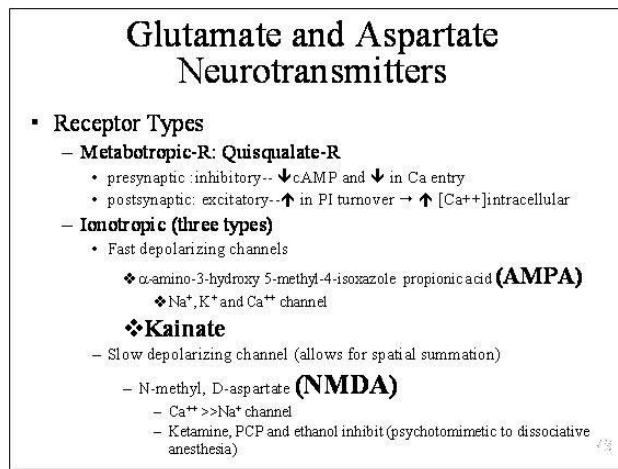 Glutamate and Aspartate
Neurotransmitters
▪ Receptor Types
– Metabotropic-R: Quisqualate-R
• presynaptic :inhibitory-- 🡇cAMP and 🡇 in Ca entry
• postsynaptic: excitatory--🡅 in PI turnover → 🡅 [Ca++]intracellular
– Ionotropic (three types)
• Fast depolarizing channels
❖α-amino-3-hydroxy 5-methyl-4-isoxazole propionic acid (AMPA)
❖Na⁺, K⁺ and Ca⁺⁺ channel
❖Kainate
– Slow depolarizing channel (allows for spatial summation)
– N-methyl, D-aspartate (NMDA)
– Ca⁺⁺ >>Na⁺ channel
– Ketamine, PCP and ethanol inhibit (psychotomimetic to dissociative
anesthesia)